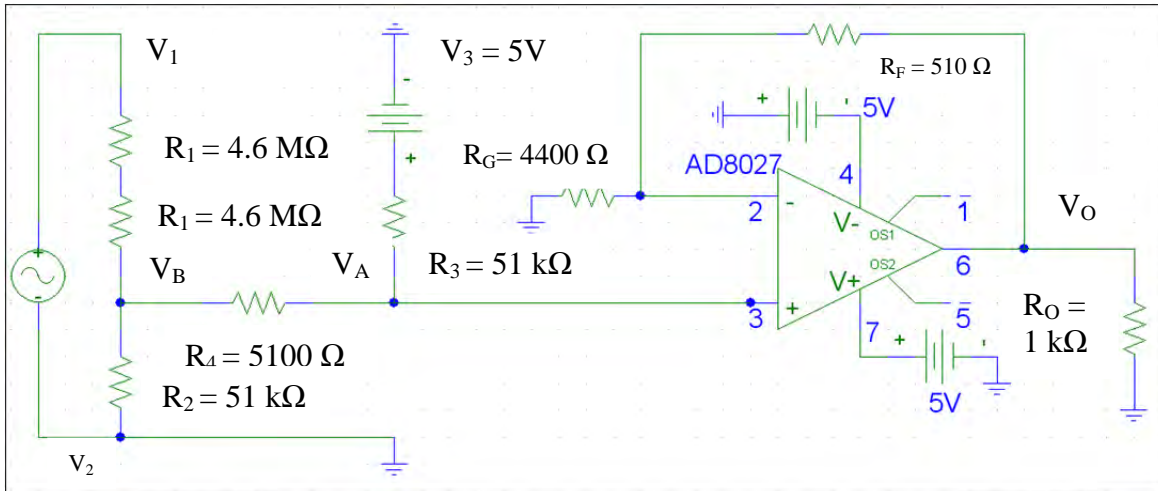 V1
V3 = 5V
-
+
RF = 510 Ω
+
'
5V
R1 = 4.6 MΩ
RG= 4400 Ω
AD8027
4
2
-
V-
OS1
1
R1 = 4.6 MΩ
VO
+
-
VB
VA
R3 = 51 kΩ
6
OS2
V+
3
+
5
7
RO =
1 kΩ
R4 = 5100 Ω
R2 = 51 kΩ
+
'
5V
V2